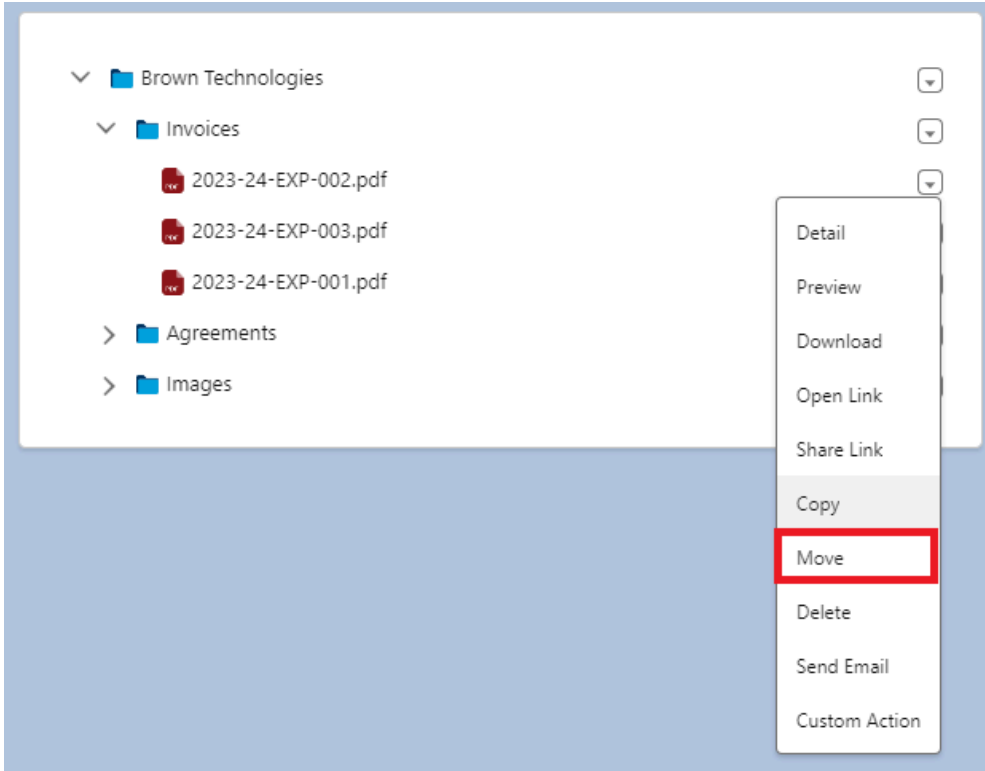 Brown Technologies
Invoices
2023-24-EXP-002.pdf
2023-24-EXP-003.pdf
2023-24-EXP-001.pdf
Agreements
Images
Detail
Preview
Download
Open Link
Share Link
Copy
Move
Delete
Send Email
Custom Action